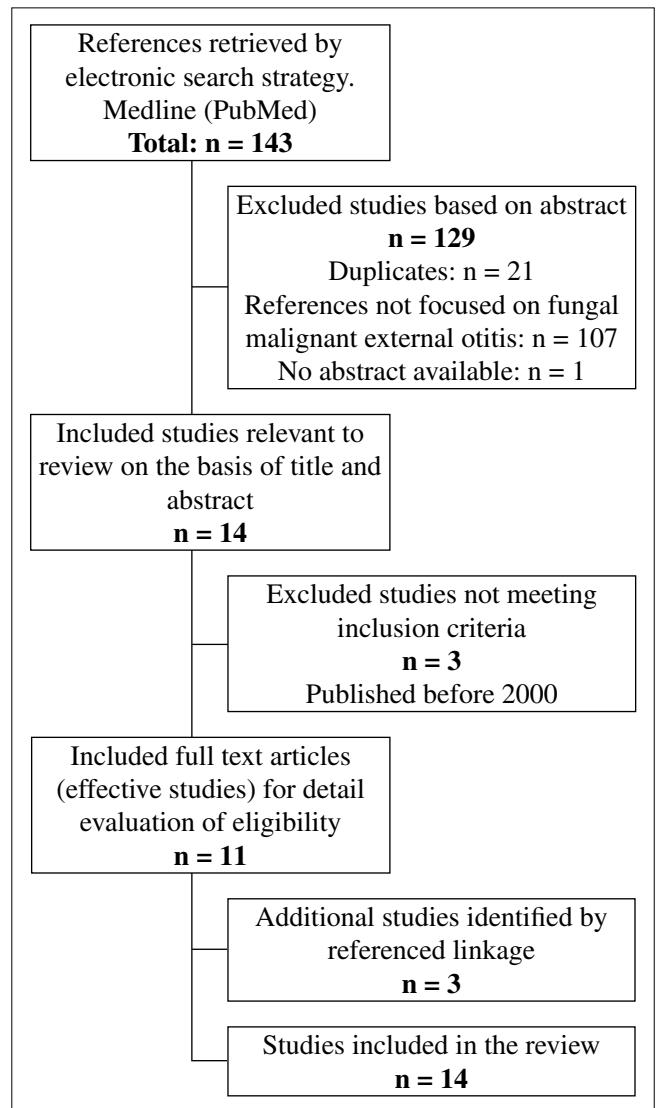 References retrieved by
electronic search strategy.
Medline (PubMed)
Total: n = 143
Excluded studies based on abstract
n = 129
Duplicates: n = 21
References not focused on fungal
malignant external otitis: n = 107
No abstract available: n = 1
Included studies relevant to
review on the basis of title and
abstract
n = 14
Excluded studies not meeting
inclusion criteria
n = 3
Published before 2000
Included full text articles
(effective studies) for detail
evaluation of eligibility
n = 11
Additional studies identified by
referenced linkage
n = 3
Studies included in the review
n = 14